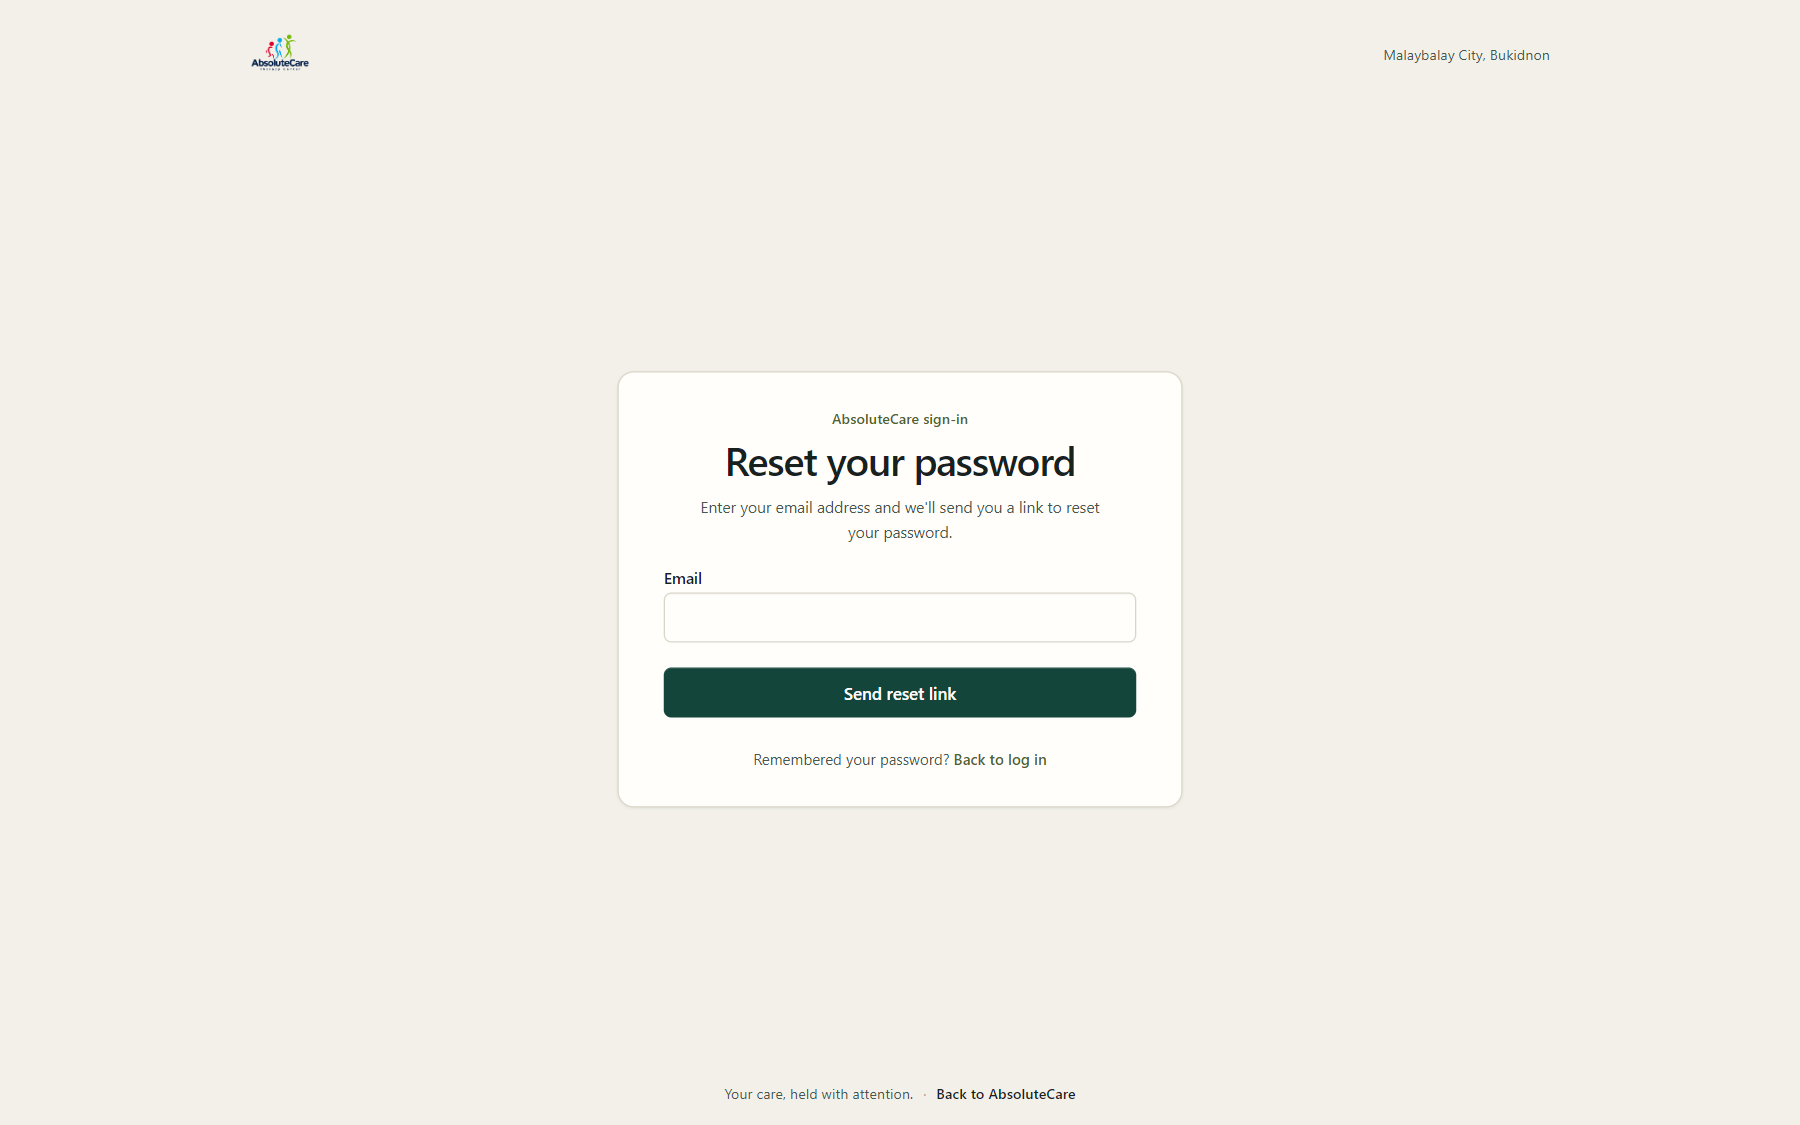 AbsoluteCare
Malaybalay City, Bukidnon
AbsoluteCare sign-in
Reset your password
Enter your email address and we'll send you a link to reset
your password.
Email
Send reset link
Remembered your password? Back to log in
Your care, held with attention. · Back to AbsoluteCare